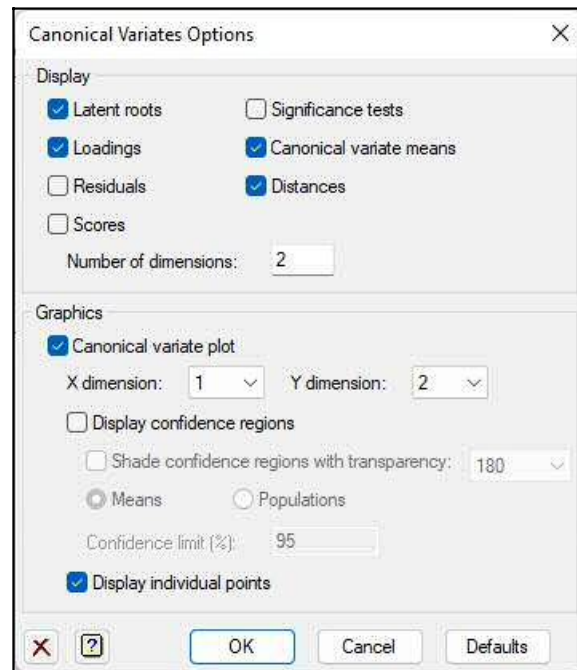 Canonical Variates Options
Display
Latent roots Significance tests
Loadings Canonical variate means
Residuals Distances
Scores
Number of dimensions: 2
Graphics
Canonical variate plot
X dimension: 1 Y dimension: 2
Display confidence regions
Shade confidence regions with transparency: 180
Means Populations
Confidence limit (%): 95
Display individual points
? OK Cancel Defaults